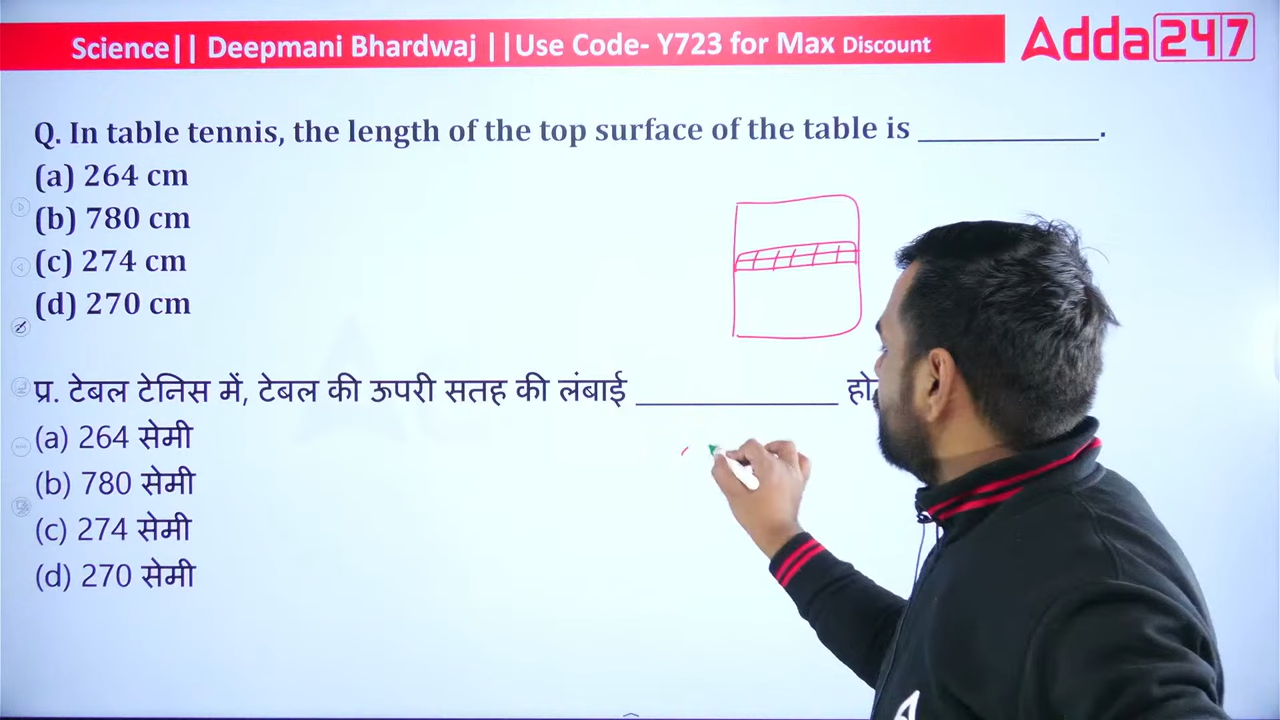 Science|| Deepmani Bhardwaj ||Use Code- Y723 for Max Discount
Adda247
Q. In table tennis, the length of the top surface of the table is ____________.
(a) 264 cm
(b) 780 cm
(c) 274 cm
(d) 270 cm
प्र. टेबल टेनिस में, टेबल की ऊपरी सतह की लंबाई ______________
(a) 264 सेमी
(b) 780 सेमी
(c) 274 सेमी
(d) 270 सेमी